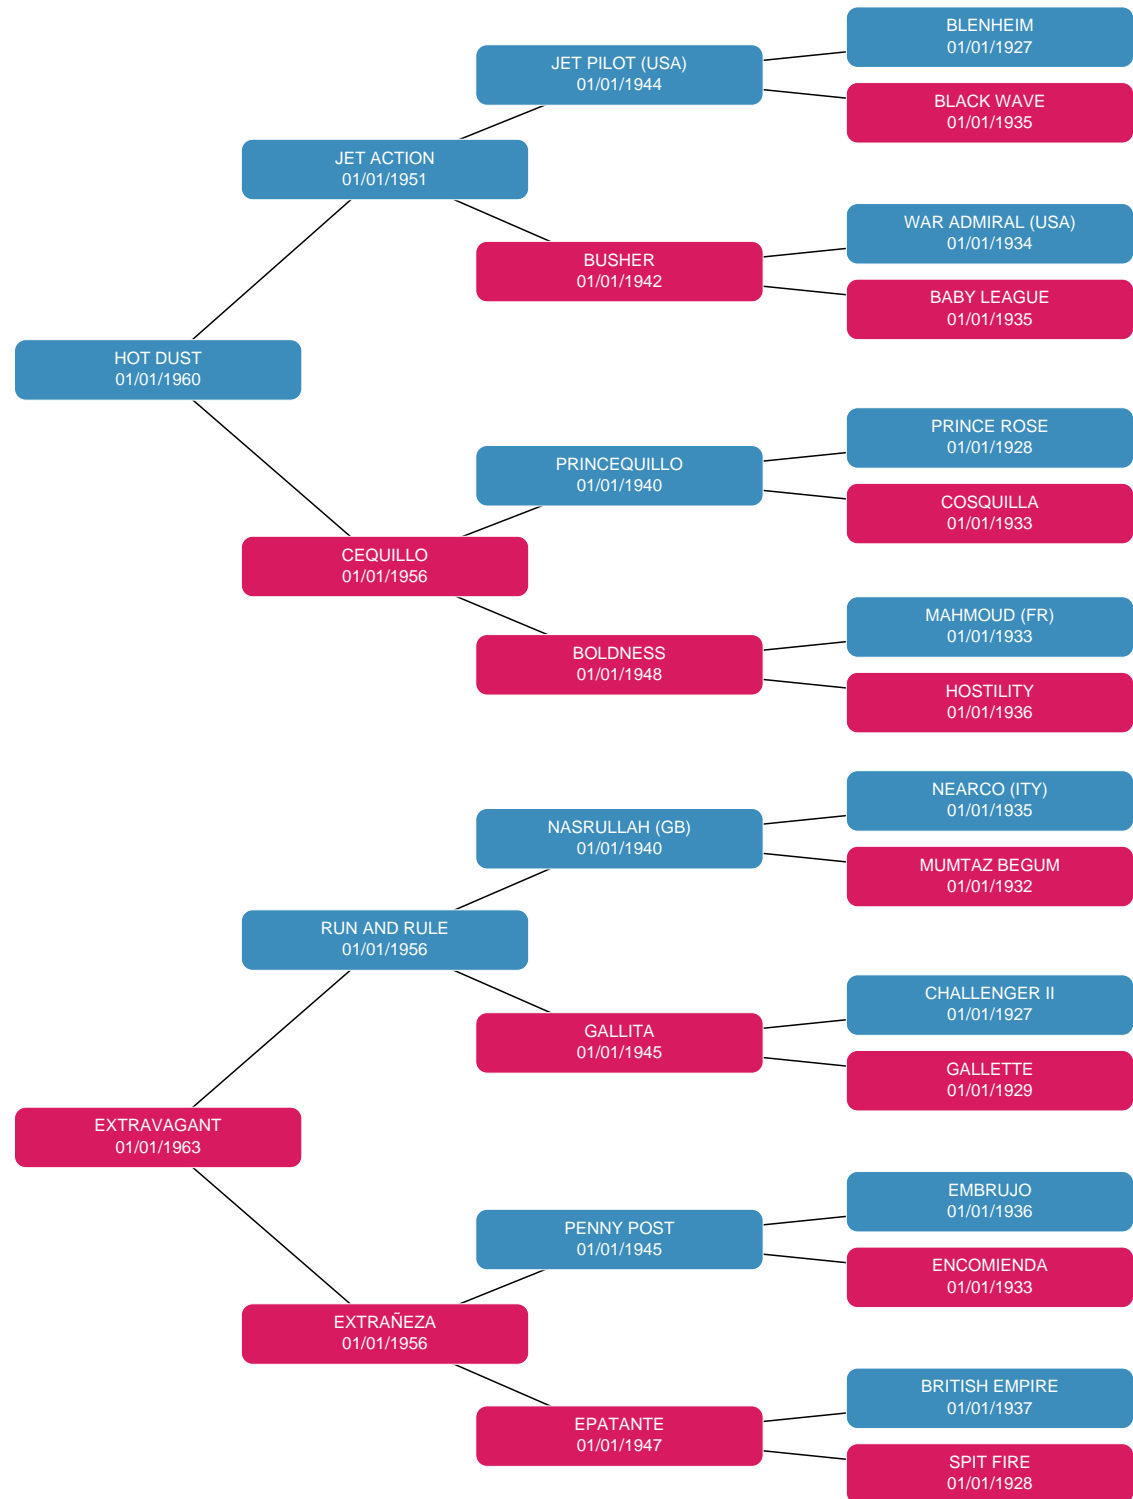 BLENHEIM
01/01/1927
JET PILOT (USA)
01/01/1944
BLACK WAVE
01/01/1935
JET ACTION
01/01/1951
WAR ADMIRAL (USA)
01/01/1934
BUSHER
01/01/1942
BABY LEAGUE
01/01/1935
HOT DUST
01/01/1960
PRINCE ROSE
01/01/1928
PRINCEQUILLO
01/01/1940
COSQUILLA
01/01/1933
CEQUILLO
01/01/1956
MAHMOUD (FR)
01/01/1933
BOLDNESS
01/01/1948
HOSTILITY
01/01/1936
NEARCO (ITY)
01/01/1935
NASRULLAH (GB)
01/01/1940
MUMTAZ BEGUM
01/01/1932
RUN AND RULE
01/01/1956
CHALLENGER II
01/01/1927
GALLITA
01/01/1945
GALLETTE
01/01/1929
EXTRAVAGANT
01/01/1963
EMBRUJO
01/01/1936
PENNY POST
01/01/1945
ENCOMIENDA
01/01/1933
EXTRAÑEZA
01/01/1956
BRITISH EMPIRE
01/01/1937
EPATANTE
01/01/1947
SPIT FIRE
01/01/1928